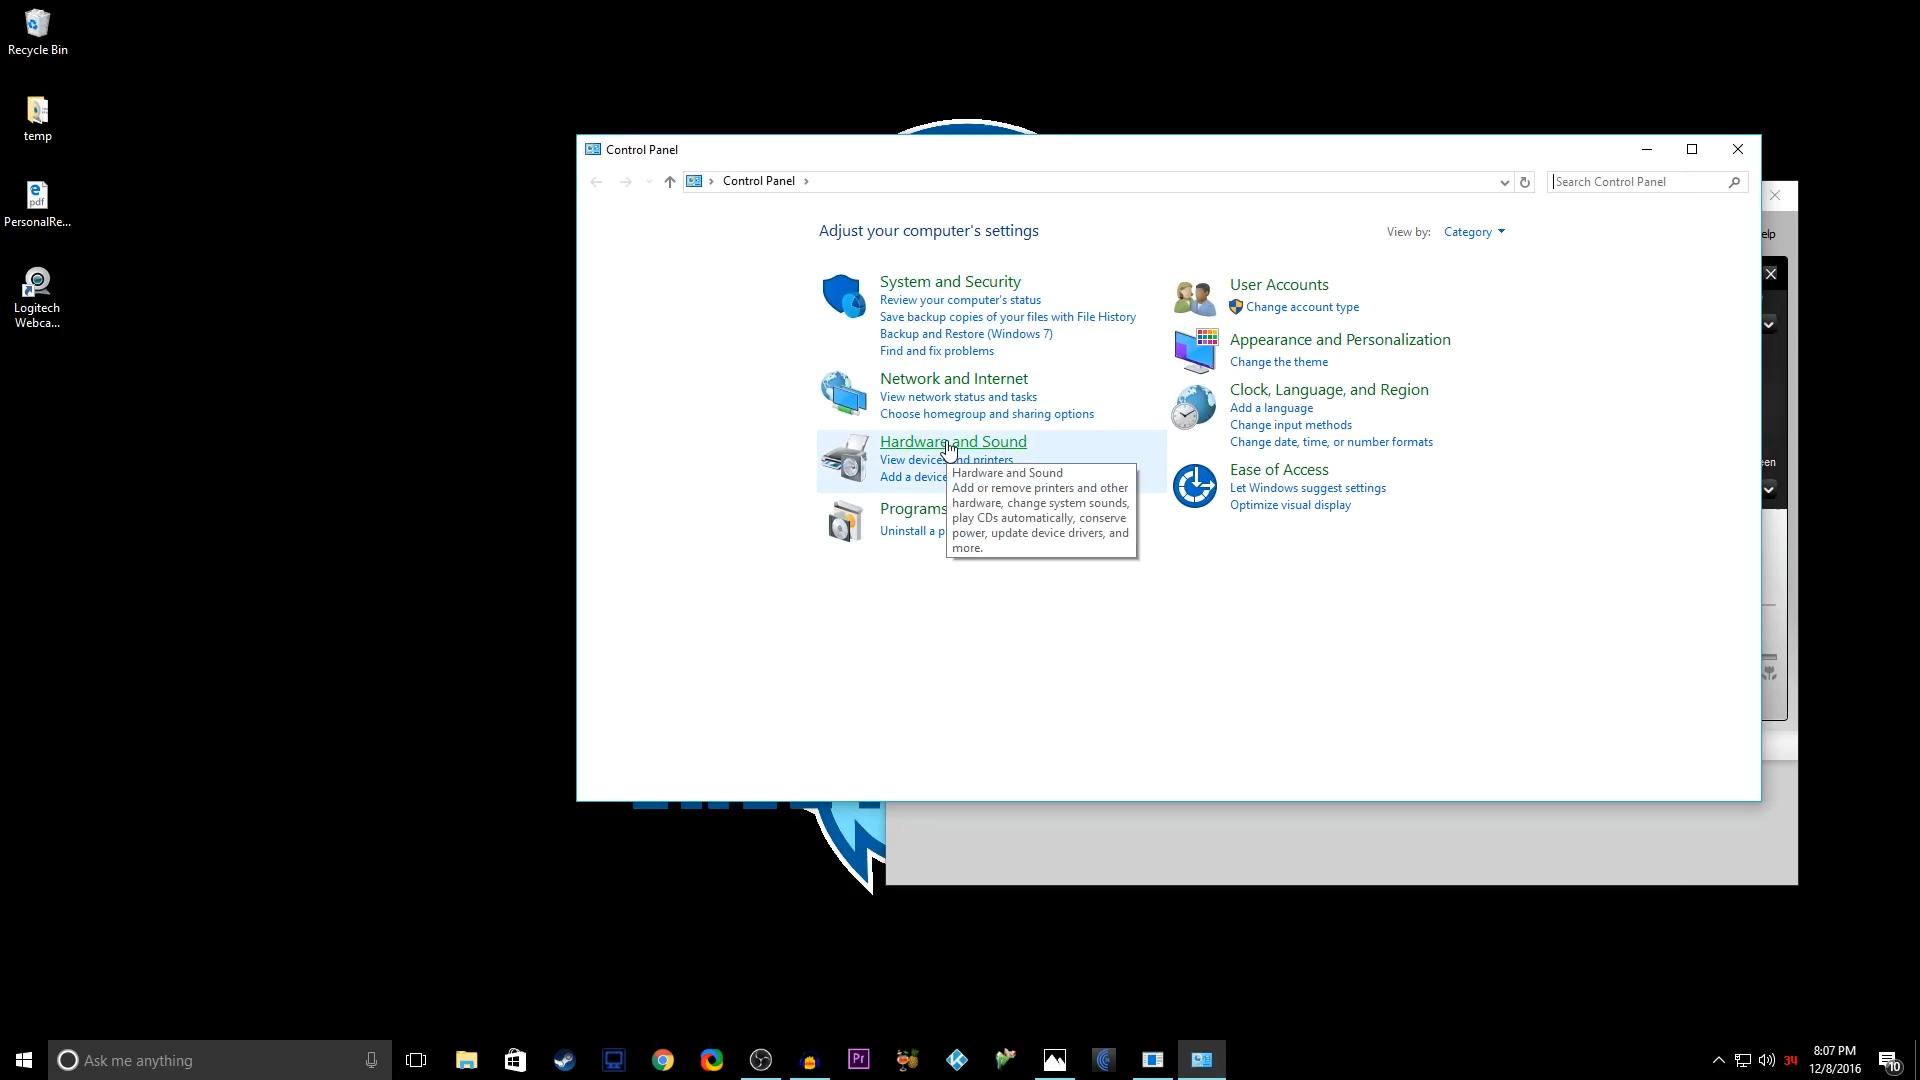 Recycle Bin
temp
PersonalRe...
Logitech
Webca...
Control Panel
Control Panel
Search Control Panel
Adjust your computer's settings
View by: Category
System and Security
Review your computer's status
Save backup copies of your files with File History
Backup and Restore (Windows 7)
Find and fix problems
Network and Internet
View network status and tasks
Choose homegroup and sharing options
Hardware and Sound
View devices and printers
Add a device
Hardware and Sound
Add or remove printers and other
hardware, change system sounds,
play CDs automatically, conserve
power, update device drivers, and
more.
Programs
Uninstall a p
User Accounts
Change account type
Appearance and Personalization
Change the theme
Clock, Language, and Region
Add a language
Change input methods
Change date, time, or number formats
Ease of Access
Let Windows suggest settings
Optimize visual display
elp
een
Ask me anything
Pr
34
8:07 PM
12/8/2016
10